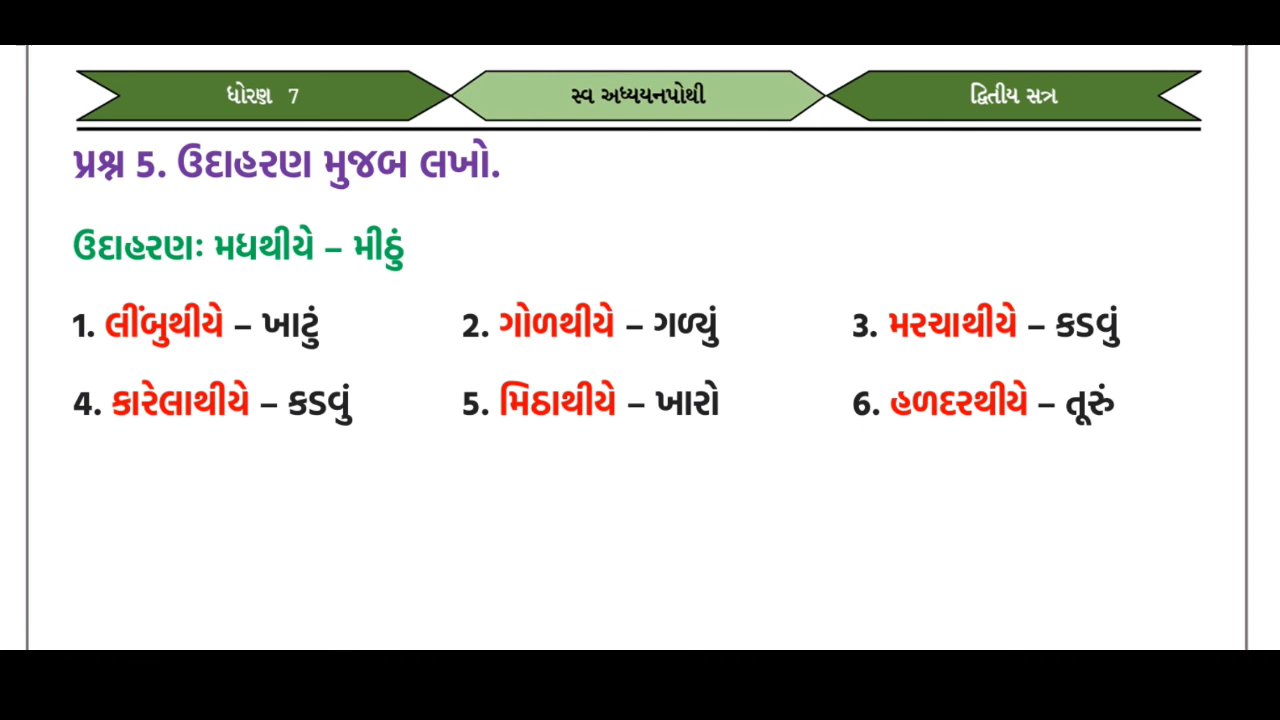 ધોરણ 7 સ્વ અધ્યયનપોથી દ્વિતીય સત્ર
પ્રશ્ન 5. ઉદાહરણ મુજબ લખો.
ઉદાહરણઃ મધથીયે – મીઠું
1. લીંબુથીયે – ખાટું 2. ગોળથીયે – ગળ્યું 3. મરચાથીયે – કડવું
4. કારેલાથીયે – કડવું 5. મિઠાથીયે – ખારો 6. હળદરથીયે – તૂરું